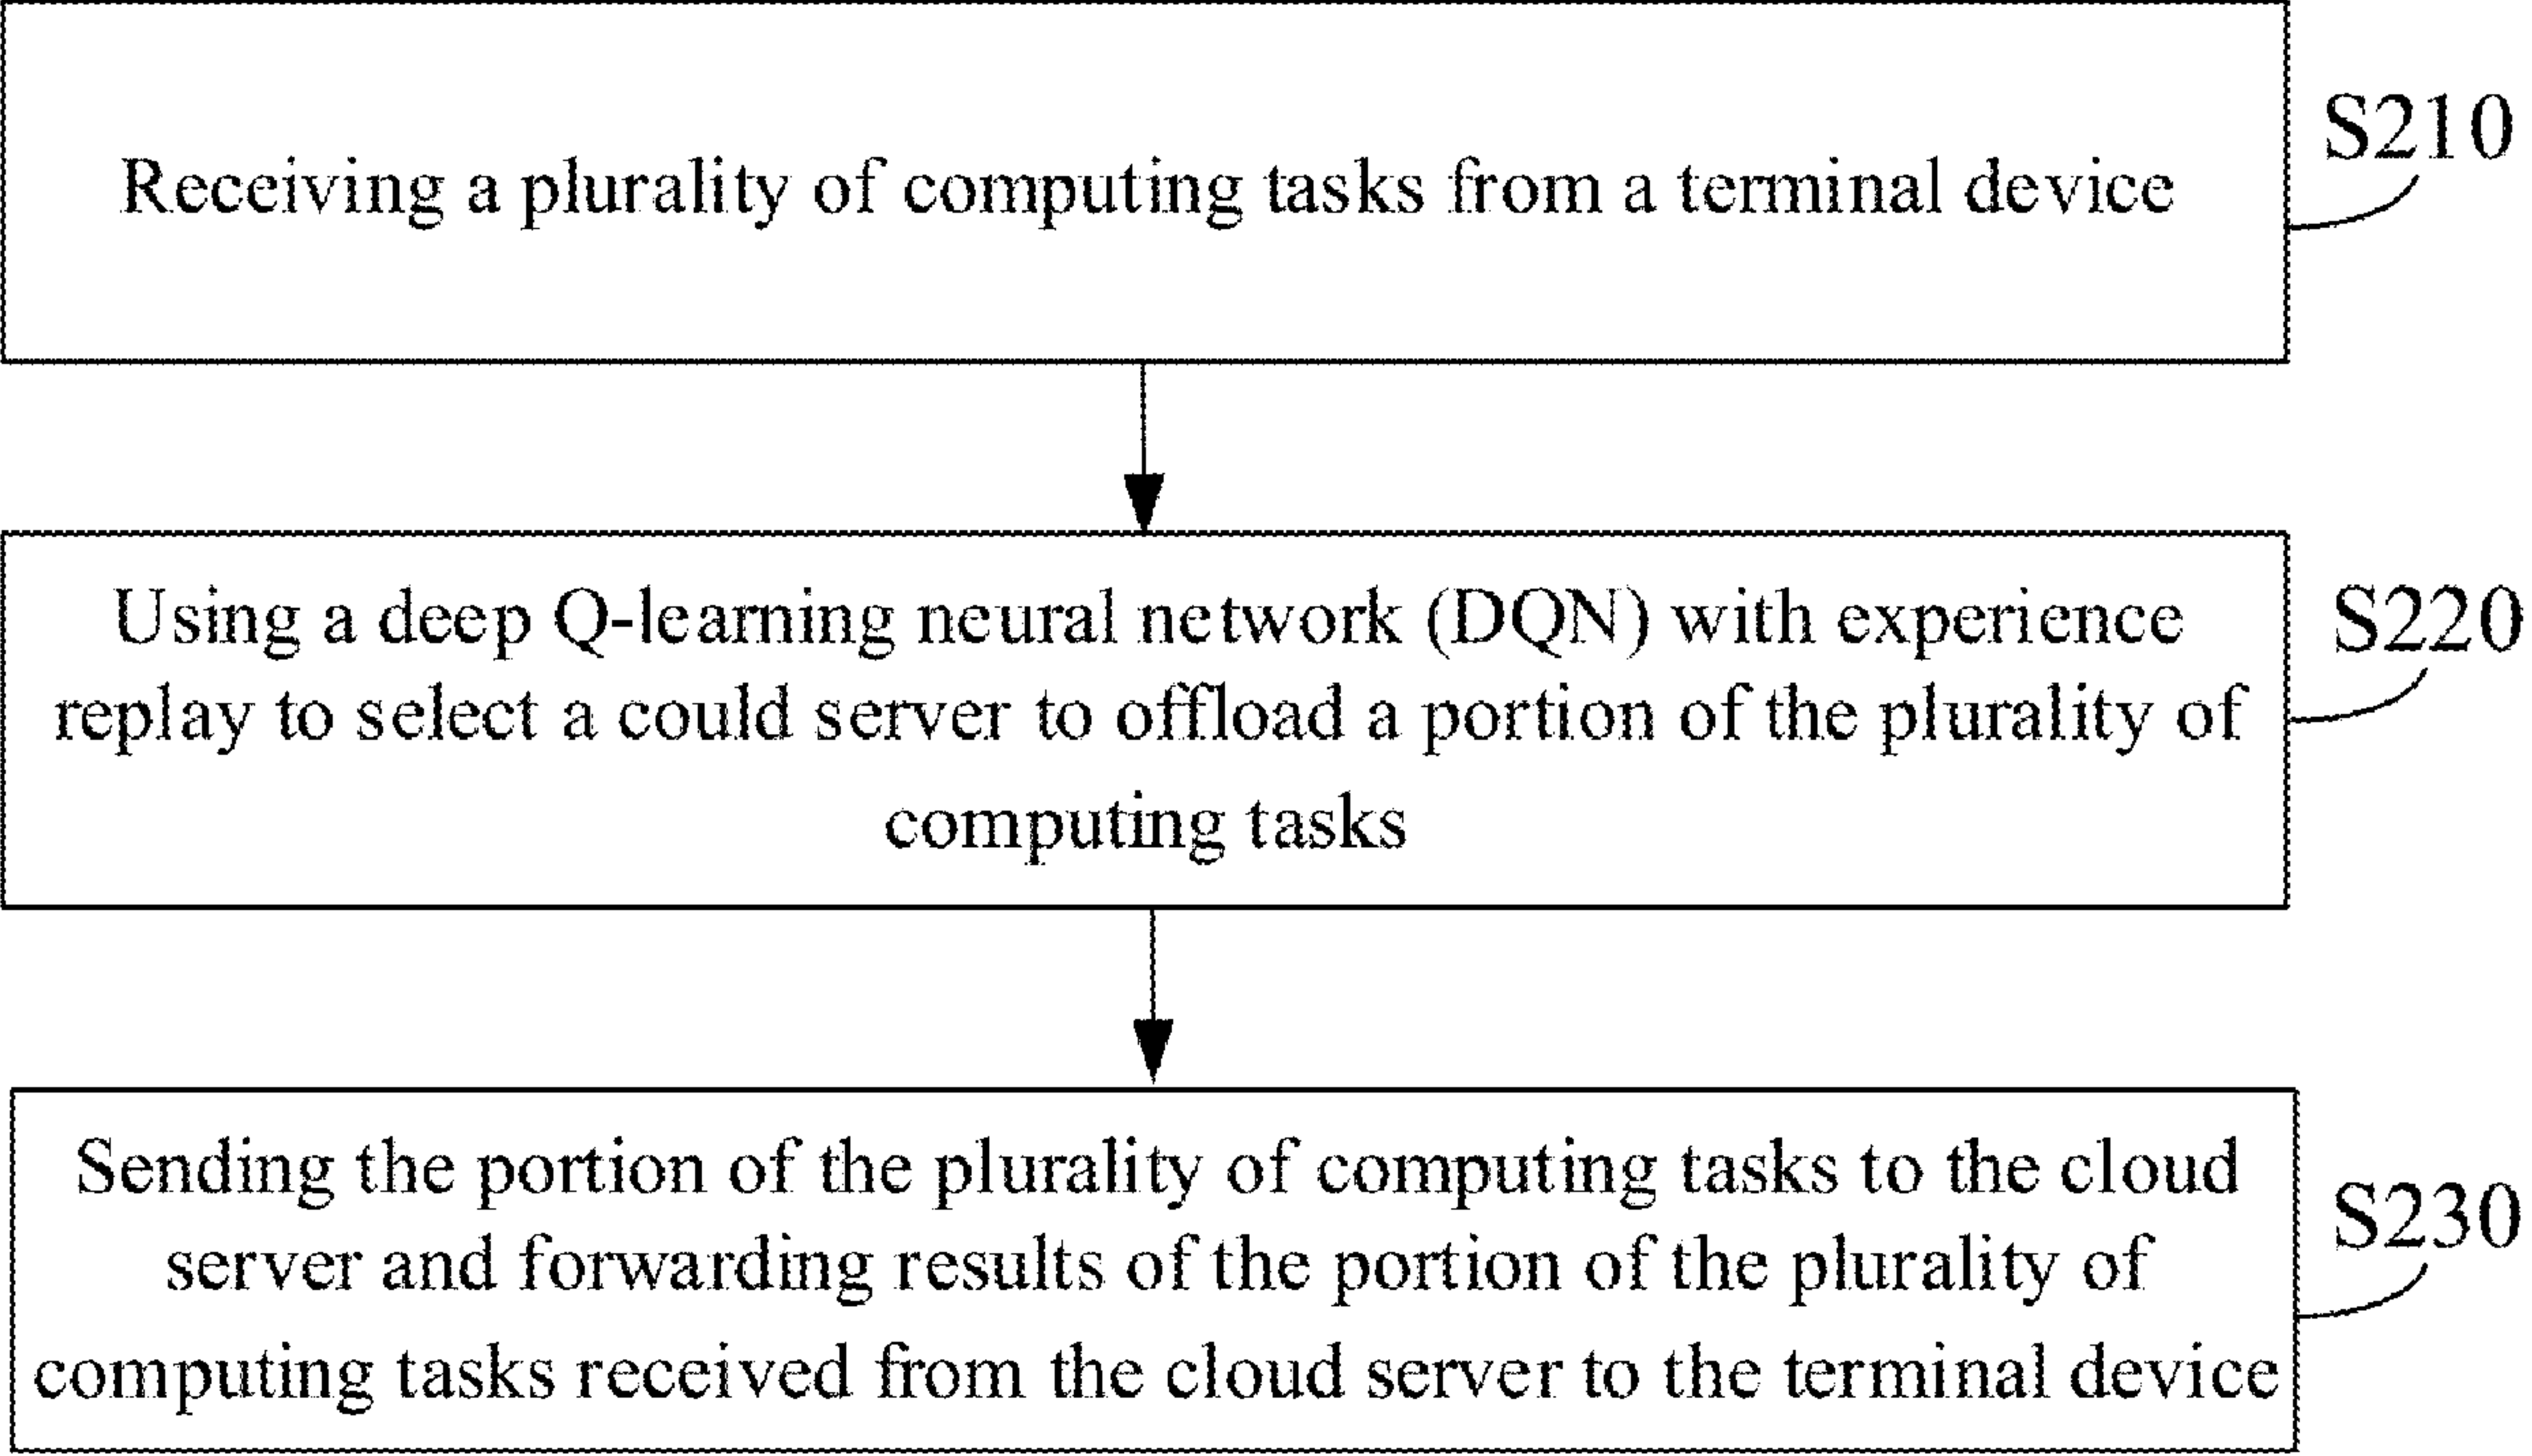 Receiving a plurality of computing tasks from a terminal device
S210
Using a deep Q-learning neural network (DQN) with experience
replay to select a could server to offload a portion of the plurality of
computing tasks
S220
Sending the portion of the plurality of computing tasks to the cloud
server and forwarding results of the portion of the plurality of
computing tasks received from the cloud server to the terminal device
S230